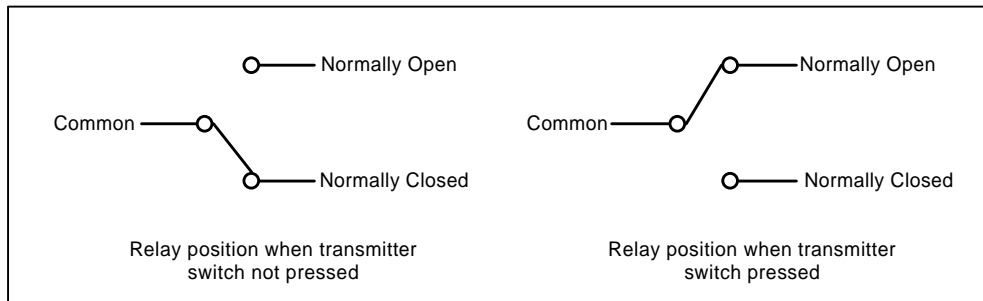 Normally Open
Common
Normally Closed
Relay position when transmitter
switch not pressed
Normally Open
Common
Normally Closed
Relay position when transmitter
switch pressed